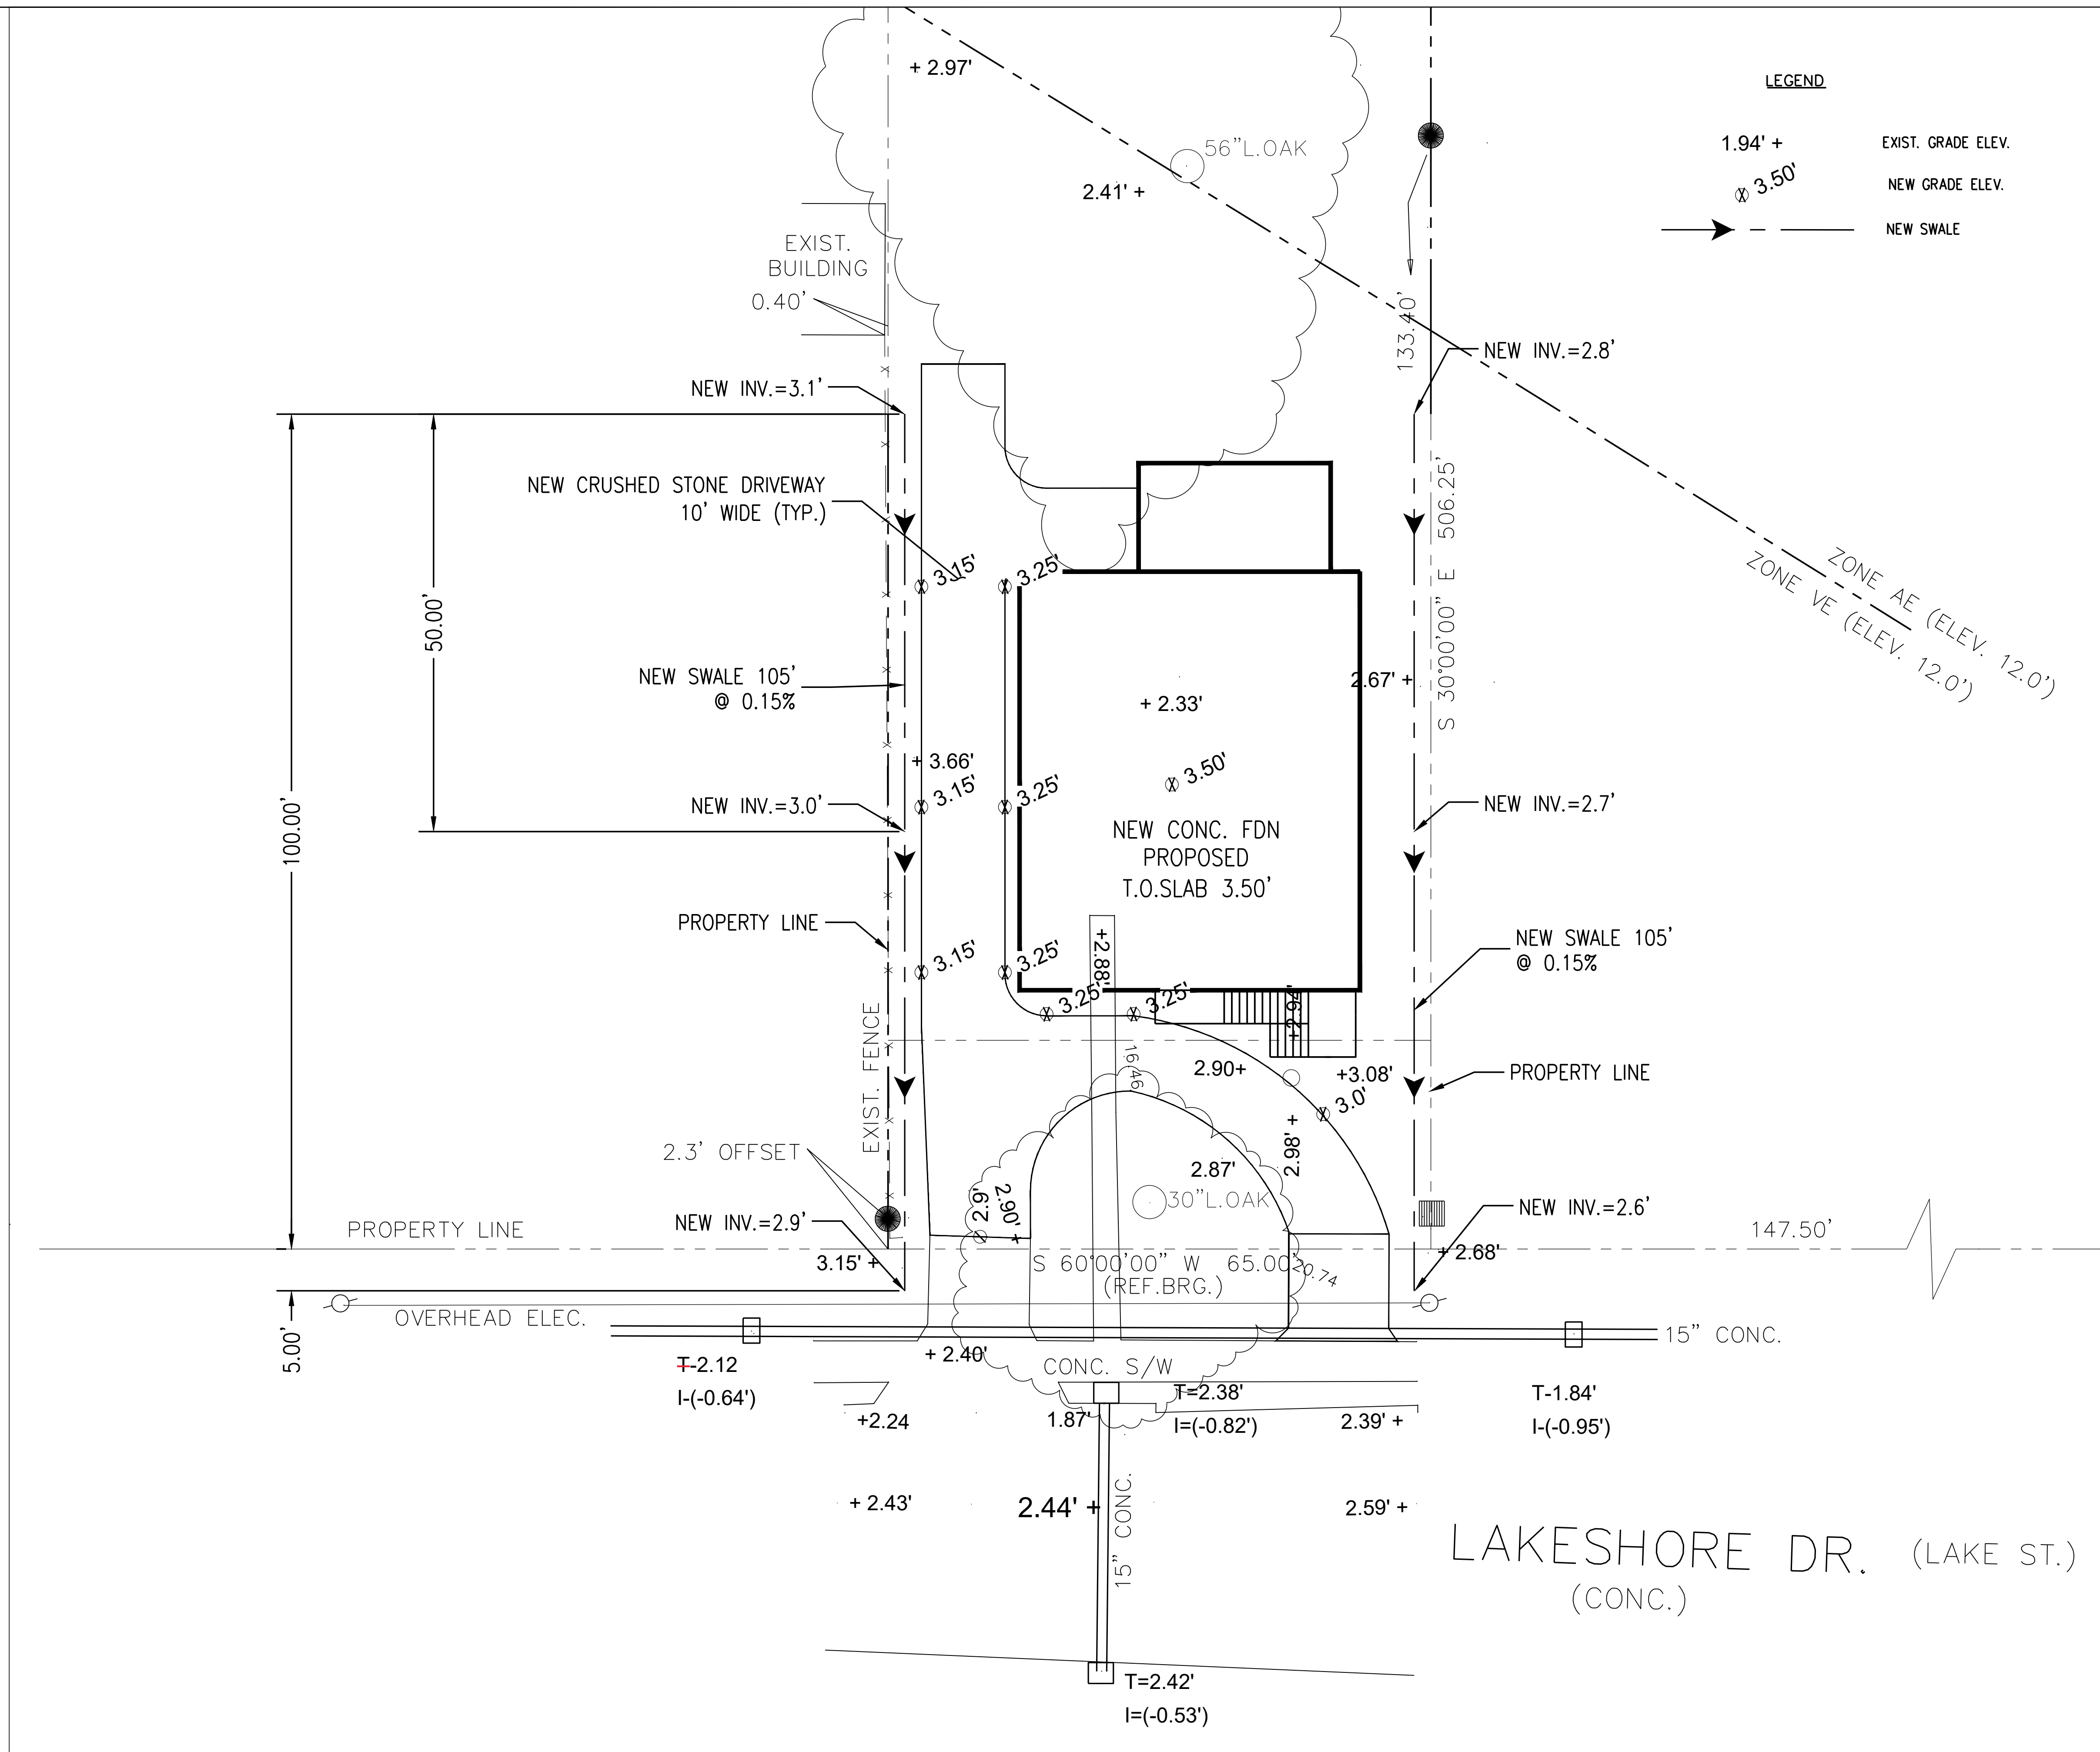 + 2.97'
LEGEND
1.94' +
EXIST. GRADE ELEV.
3.50'
NEW GRADE ELEV.
NEW SWALE
56"L.OAK
2.41' +
EXIST.
BUILDING
0.40'
133.40'
NEW INV.=2.8'
NEW INV.=3.1'
NEW CRUSHED STONE DRIVEWAY
10' WIDE (TYP.)
S 30°00'00" E 506.25'
ZONE AE (ELEV. 12.0')
ZONE VE (ELEV. 12.0')
3.15'
3.25'
50.00'
NEW SWALE 105'
@ 0.15%
2.67' +
+ 2.33'
+ 3.66'
3.50'
3.15'
3.25'
NEW INV.=3.0'
NEW INV.=2.7'
100.00'
NEW CONC. FDN
PROPOSED
T.O.SLAB 3.50'
PROPERTY LINE
3.15'
3.25'
+2.88'
NEW SWALE 105'
@ 0.15%
3.25'
3.25'
+2.94'
EXIST. FENCE
16.46
2.90+
+3.08'
3.0'
PROPERTY LINE
2.98' +
2.3' OFFSET
2.87'
30"L.OAK
2.9'
2.90' +
NEW INV.=2.9'
NEW INV.=2.6'
PROPERTY LINE
147.50'
3.15' +
S 60°00'00" W 65.00'
20.74
+ 2.68'
(REF.BRG.)
OVERHEAD ELEC.
15" CONC.
5.00'
+ 2.40'
CONC. S/W
T-2.12
I-(-0.64')
T=2.38'
I=(-0.82')
T-1.84'
I-(-0.95')
+2.24
1.87'
2.39' +
+ 2.43'
2.44' +
2.59' +
15" CONC.
LAKESHORE DR. (LAKE ST.)
(CONC.)
T=2.42'
I=(-0.53')